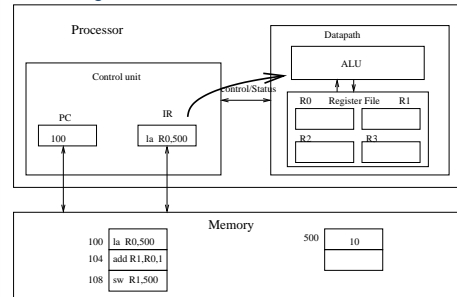 Processor
Datapath
ALU
Control unit
control/Status
PC
IR
R0 Register File R1
100
la R0,500
R2
R3
Memory
100 la R0,500
500 10
104 add R1,R0,1
108 sw R1,500